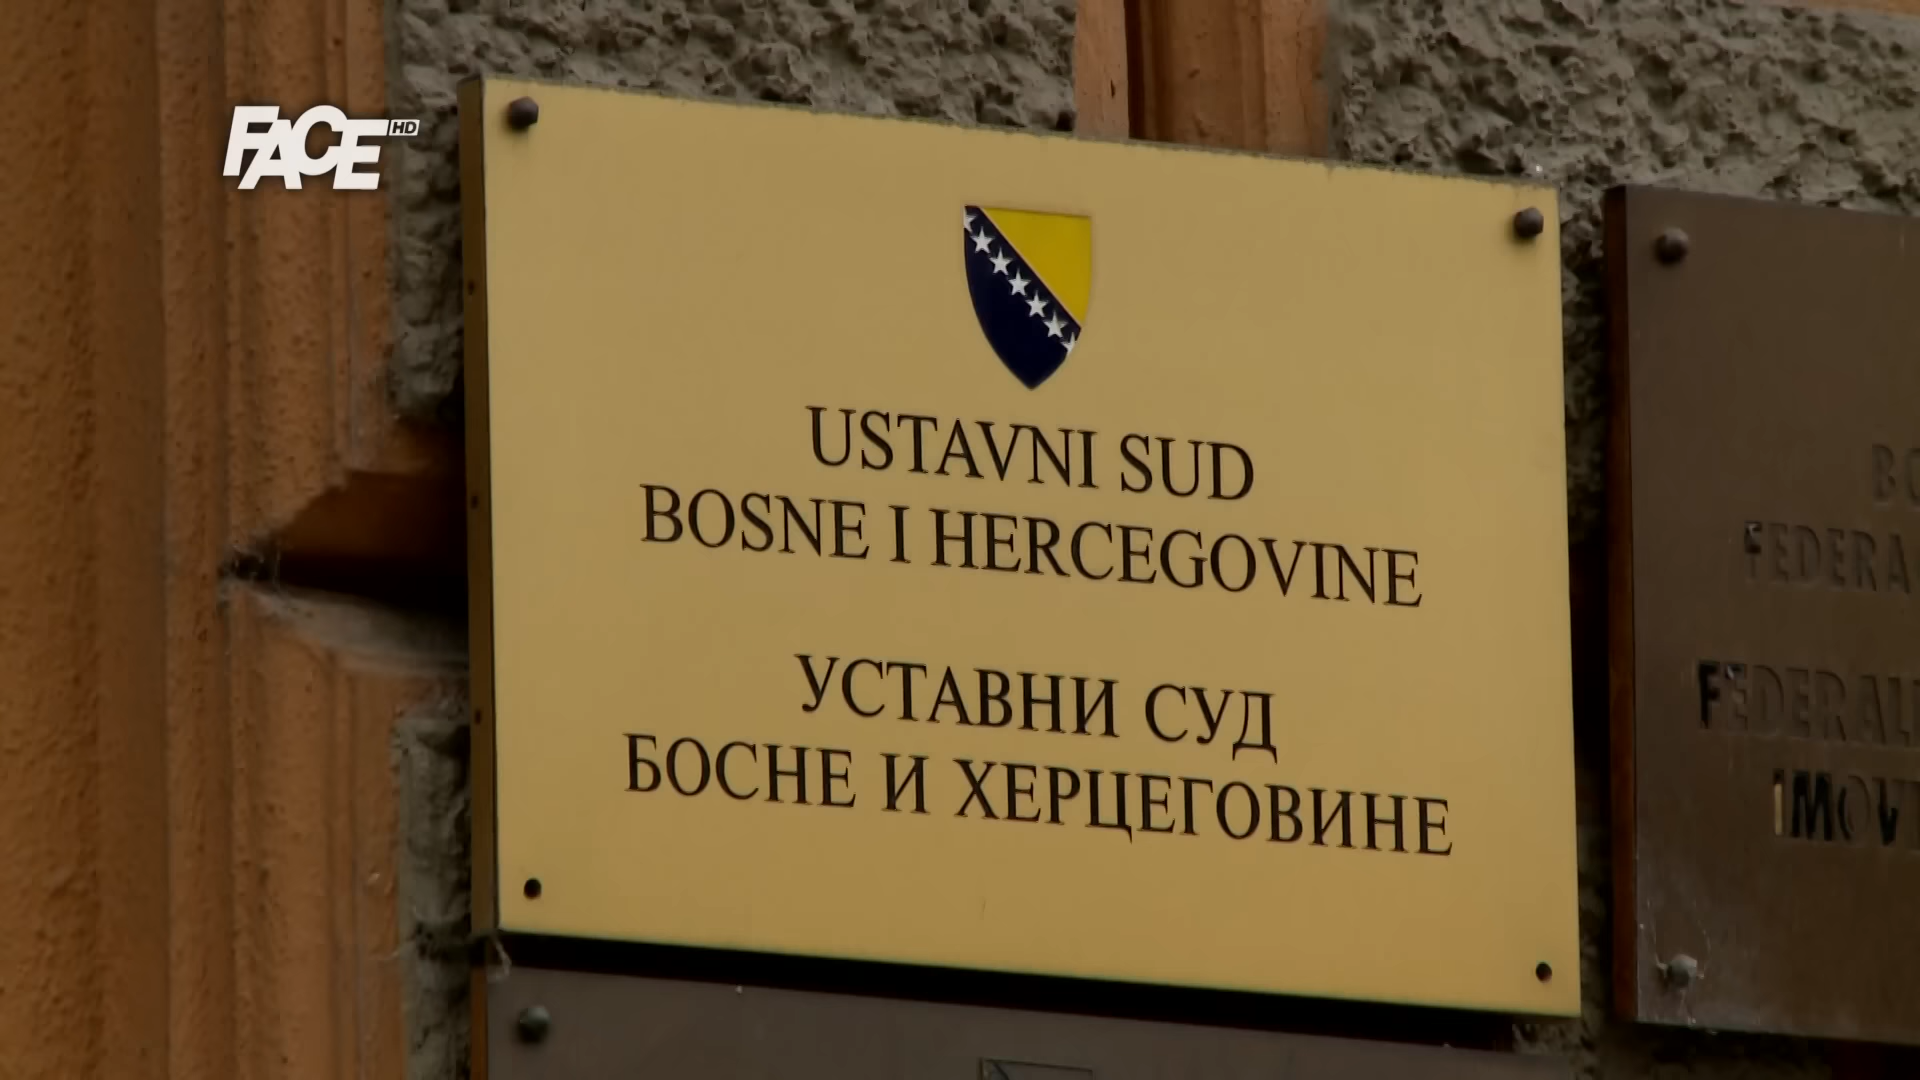 FACE HD
USTAVNI SUD
BOSNE I HERCEGOVINE
УСТАВНИ СУД
БОСНЕ И ХЕРЦЕГОВИНЕ